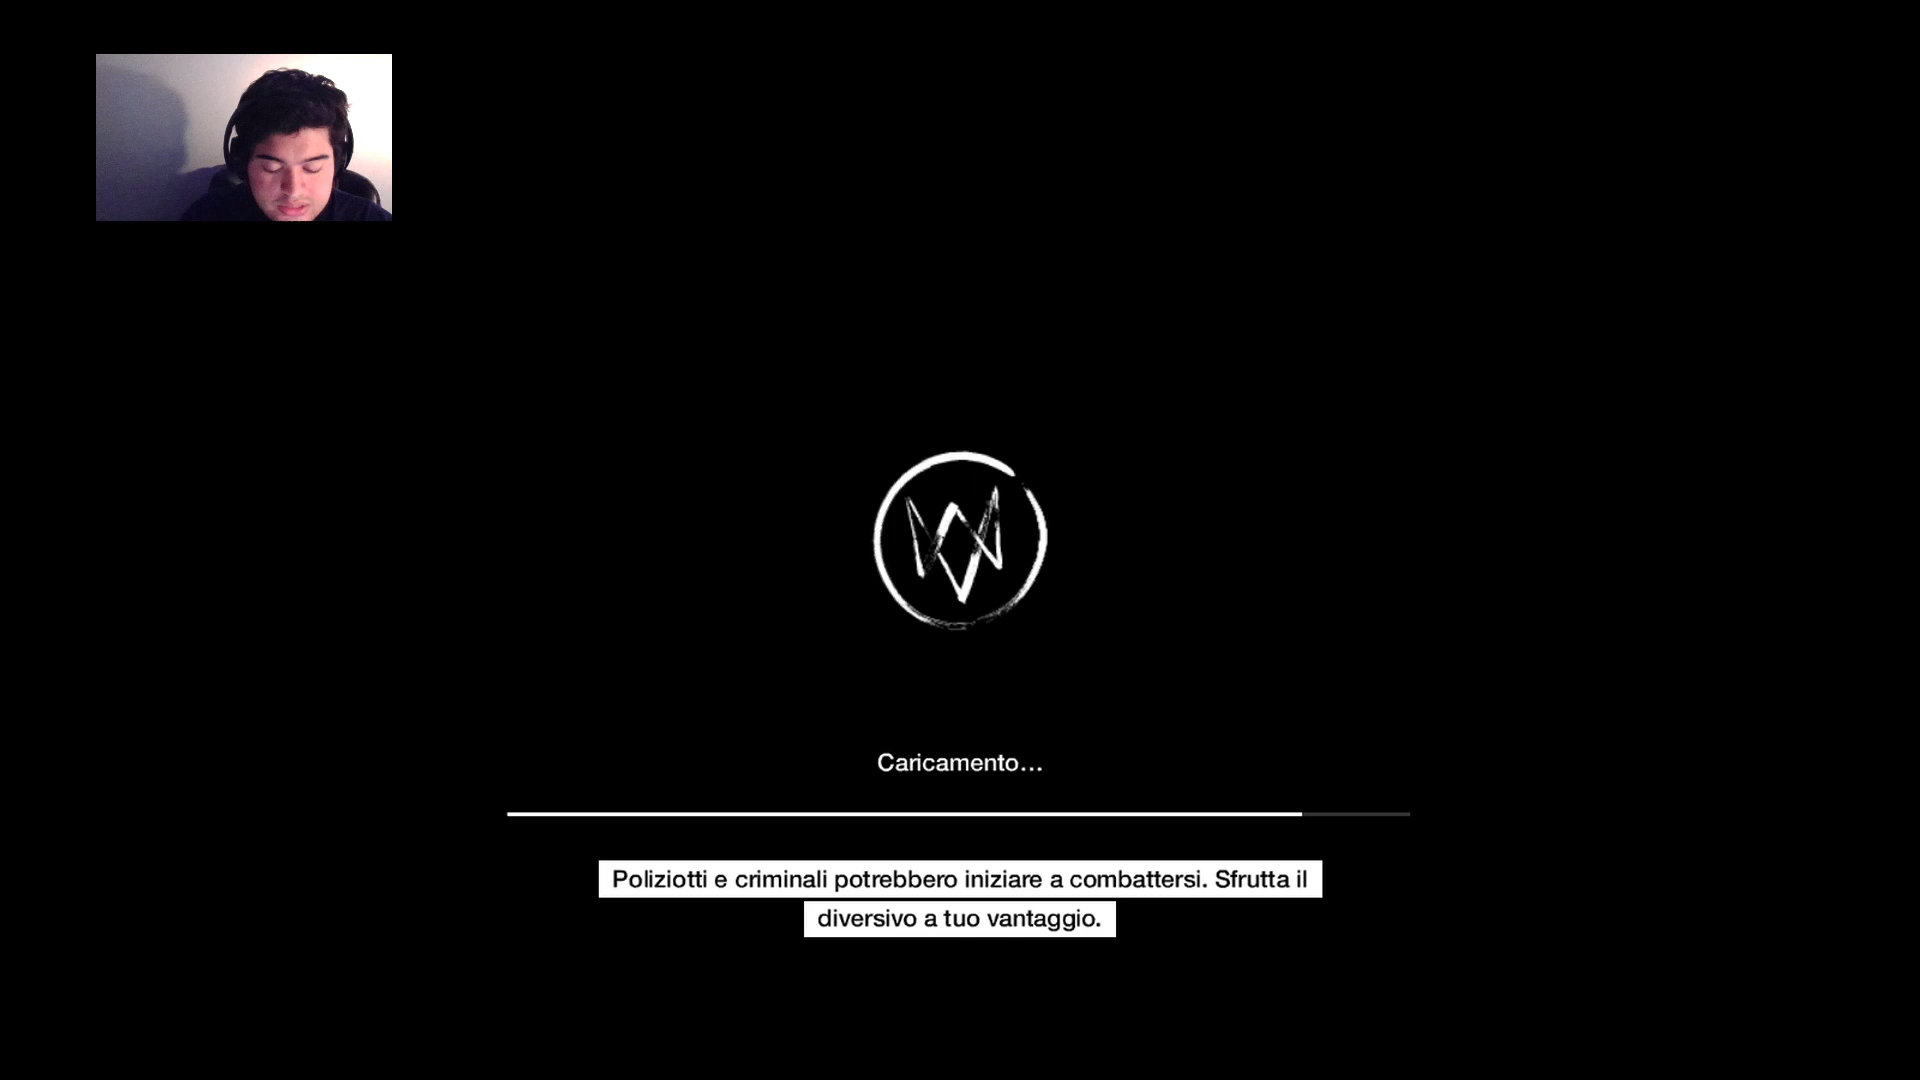 Caricamento...
Poliziotti e criminali potrebbero iniziare a combattersi. Sfrutta il
diversivo a tuo vantaggio.